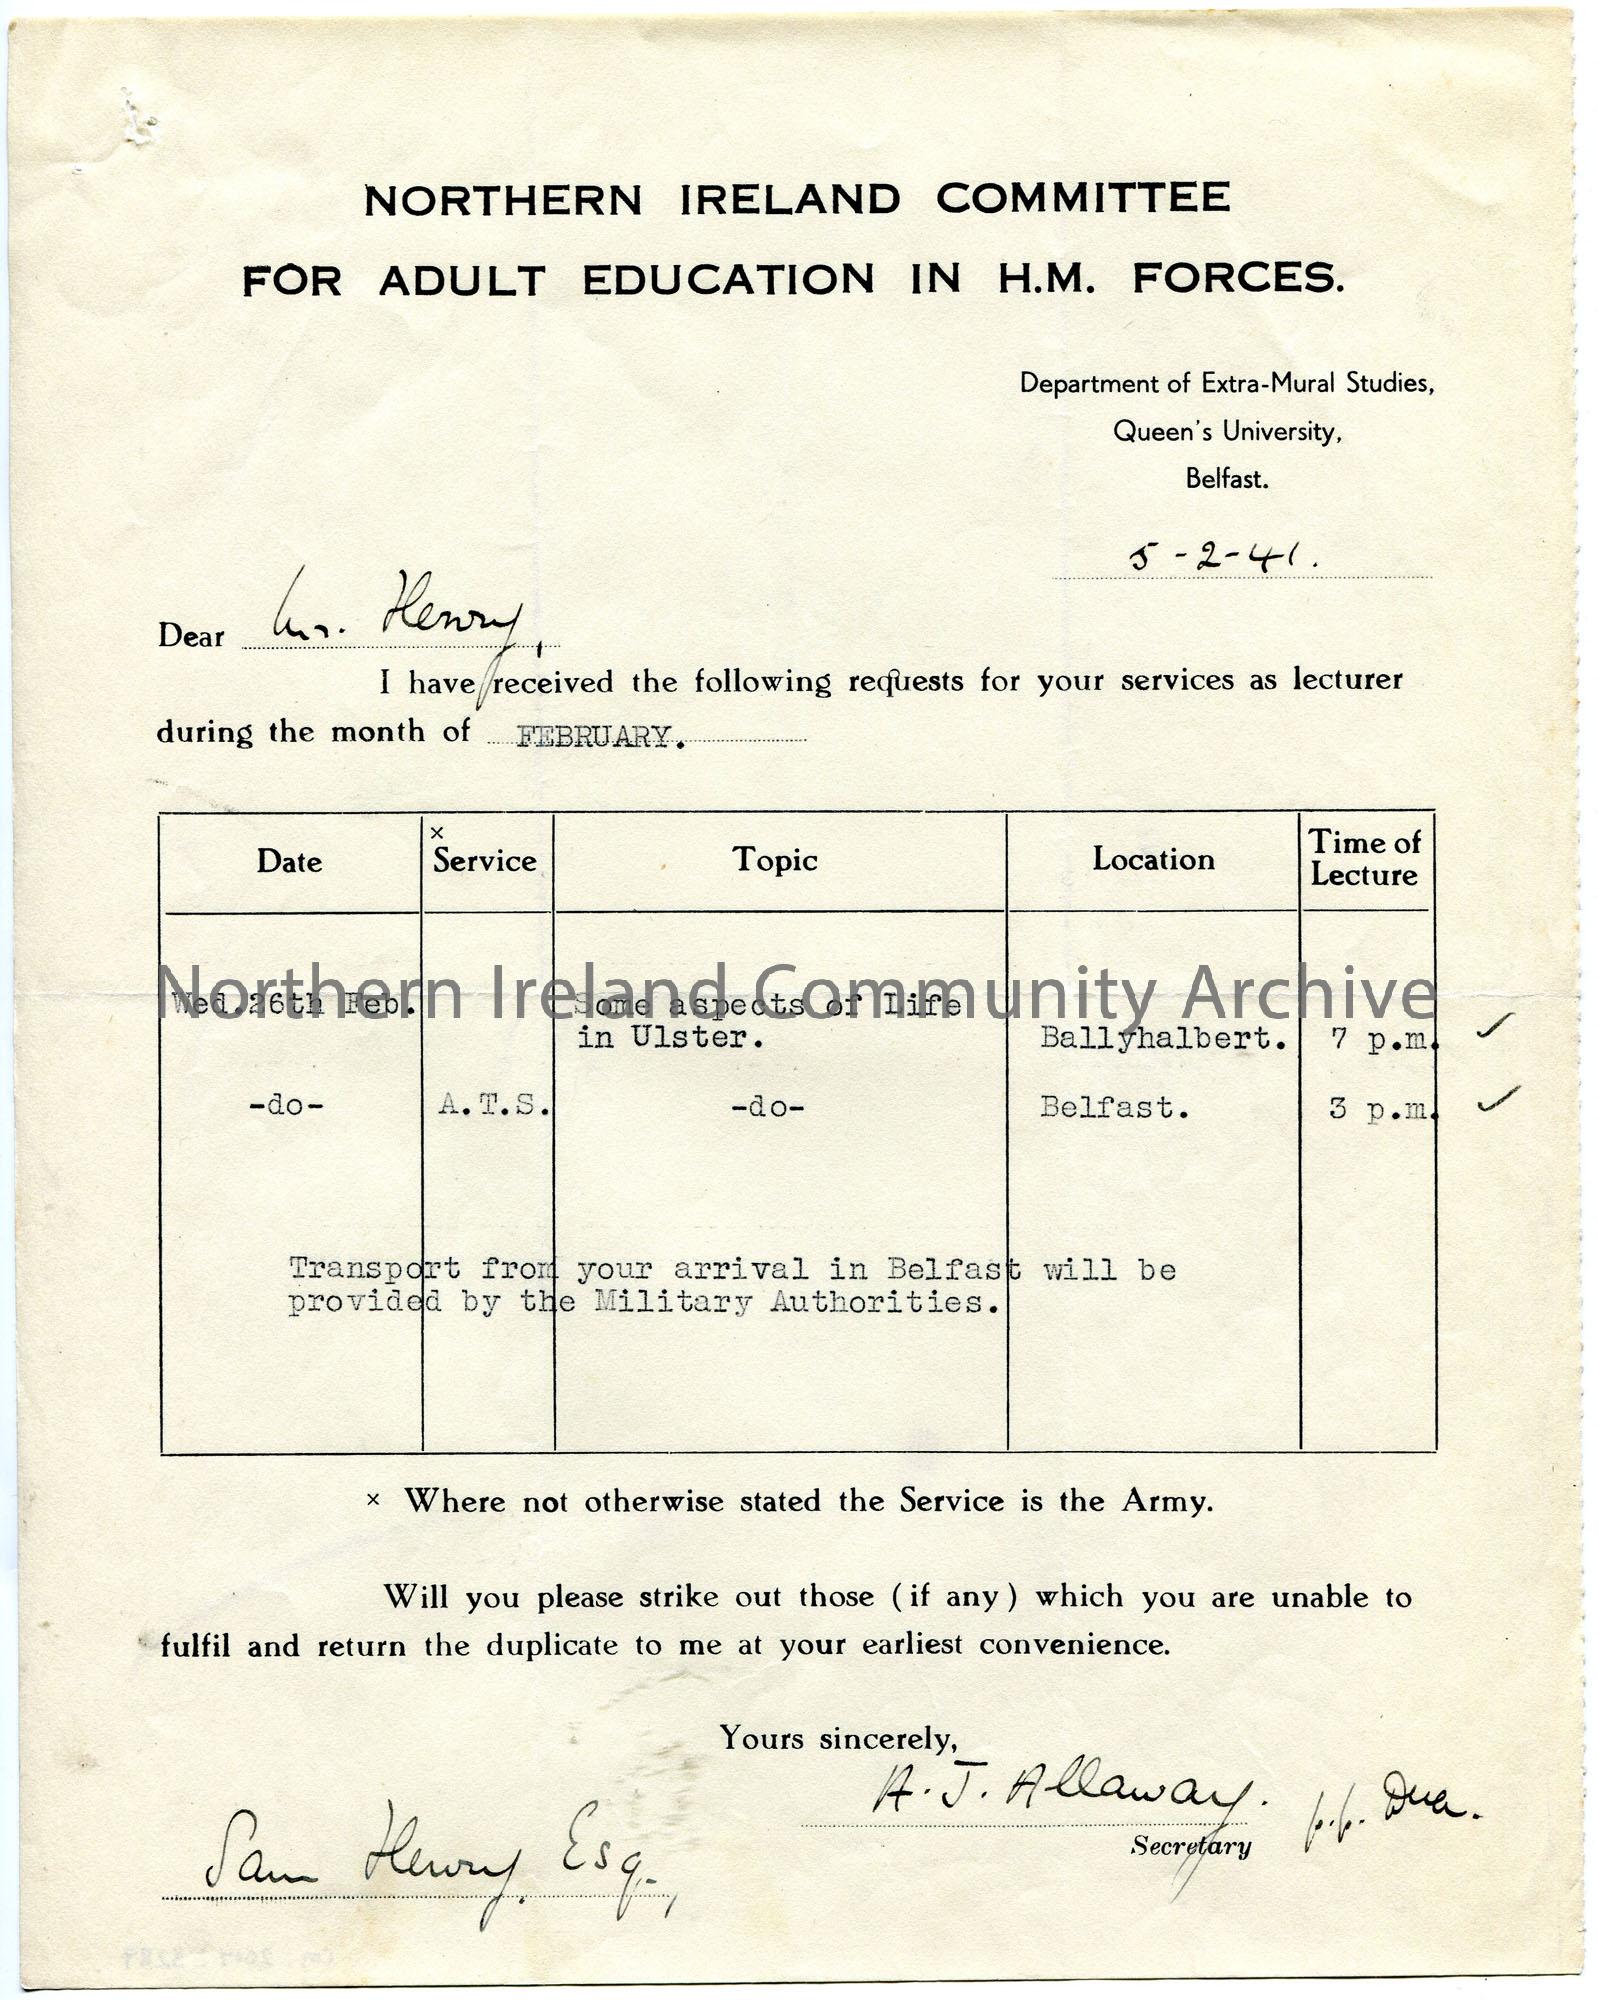 NORTHERN IRELAND COMMITTEE
FOR ADULT EDUCATION IN H.M. FORCES.
Department of Extra-Mural Studies,
Queen's University,
Belfast.
5-2-41.
Dear Mr. Henry,
I have received the following requests for your services as lecturer
during the month of FEBRUARY.
Date × Service Topic Location Time of Lecture
Wed.26th Feb. Some aspects of Life
in Ulster. Ballyhalbert. 7 p.m. ✓
-do- A.T.S. -do- Belfast. 3 p.m. ✓
Northern Ireland Community Archive
Transport from your arrival in Belfast will be
provided by the Military Authorities.
× Where not otherwise stated the Service is the Army.
Will you please strike out those (if any) which you are unable to
fulfil and return the duplicate to me at your earliest convenience.
Yours sincerely,
A. J. Allaway. p.p.
Secretary
Sam Henry, Esq.,